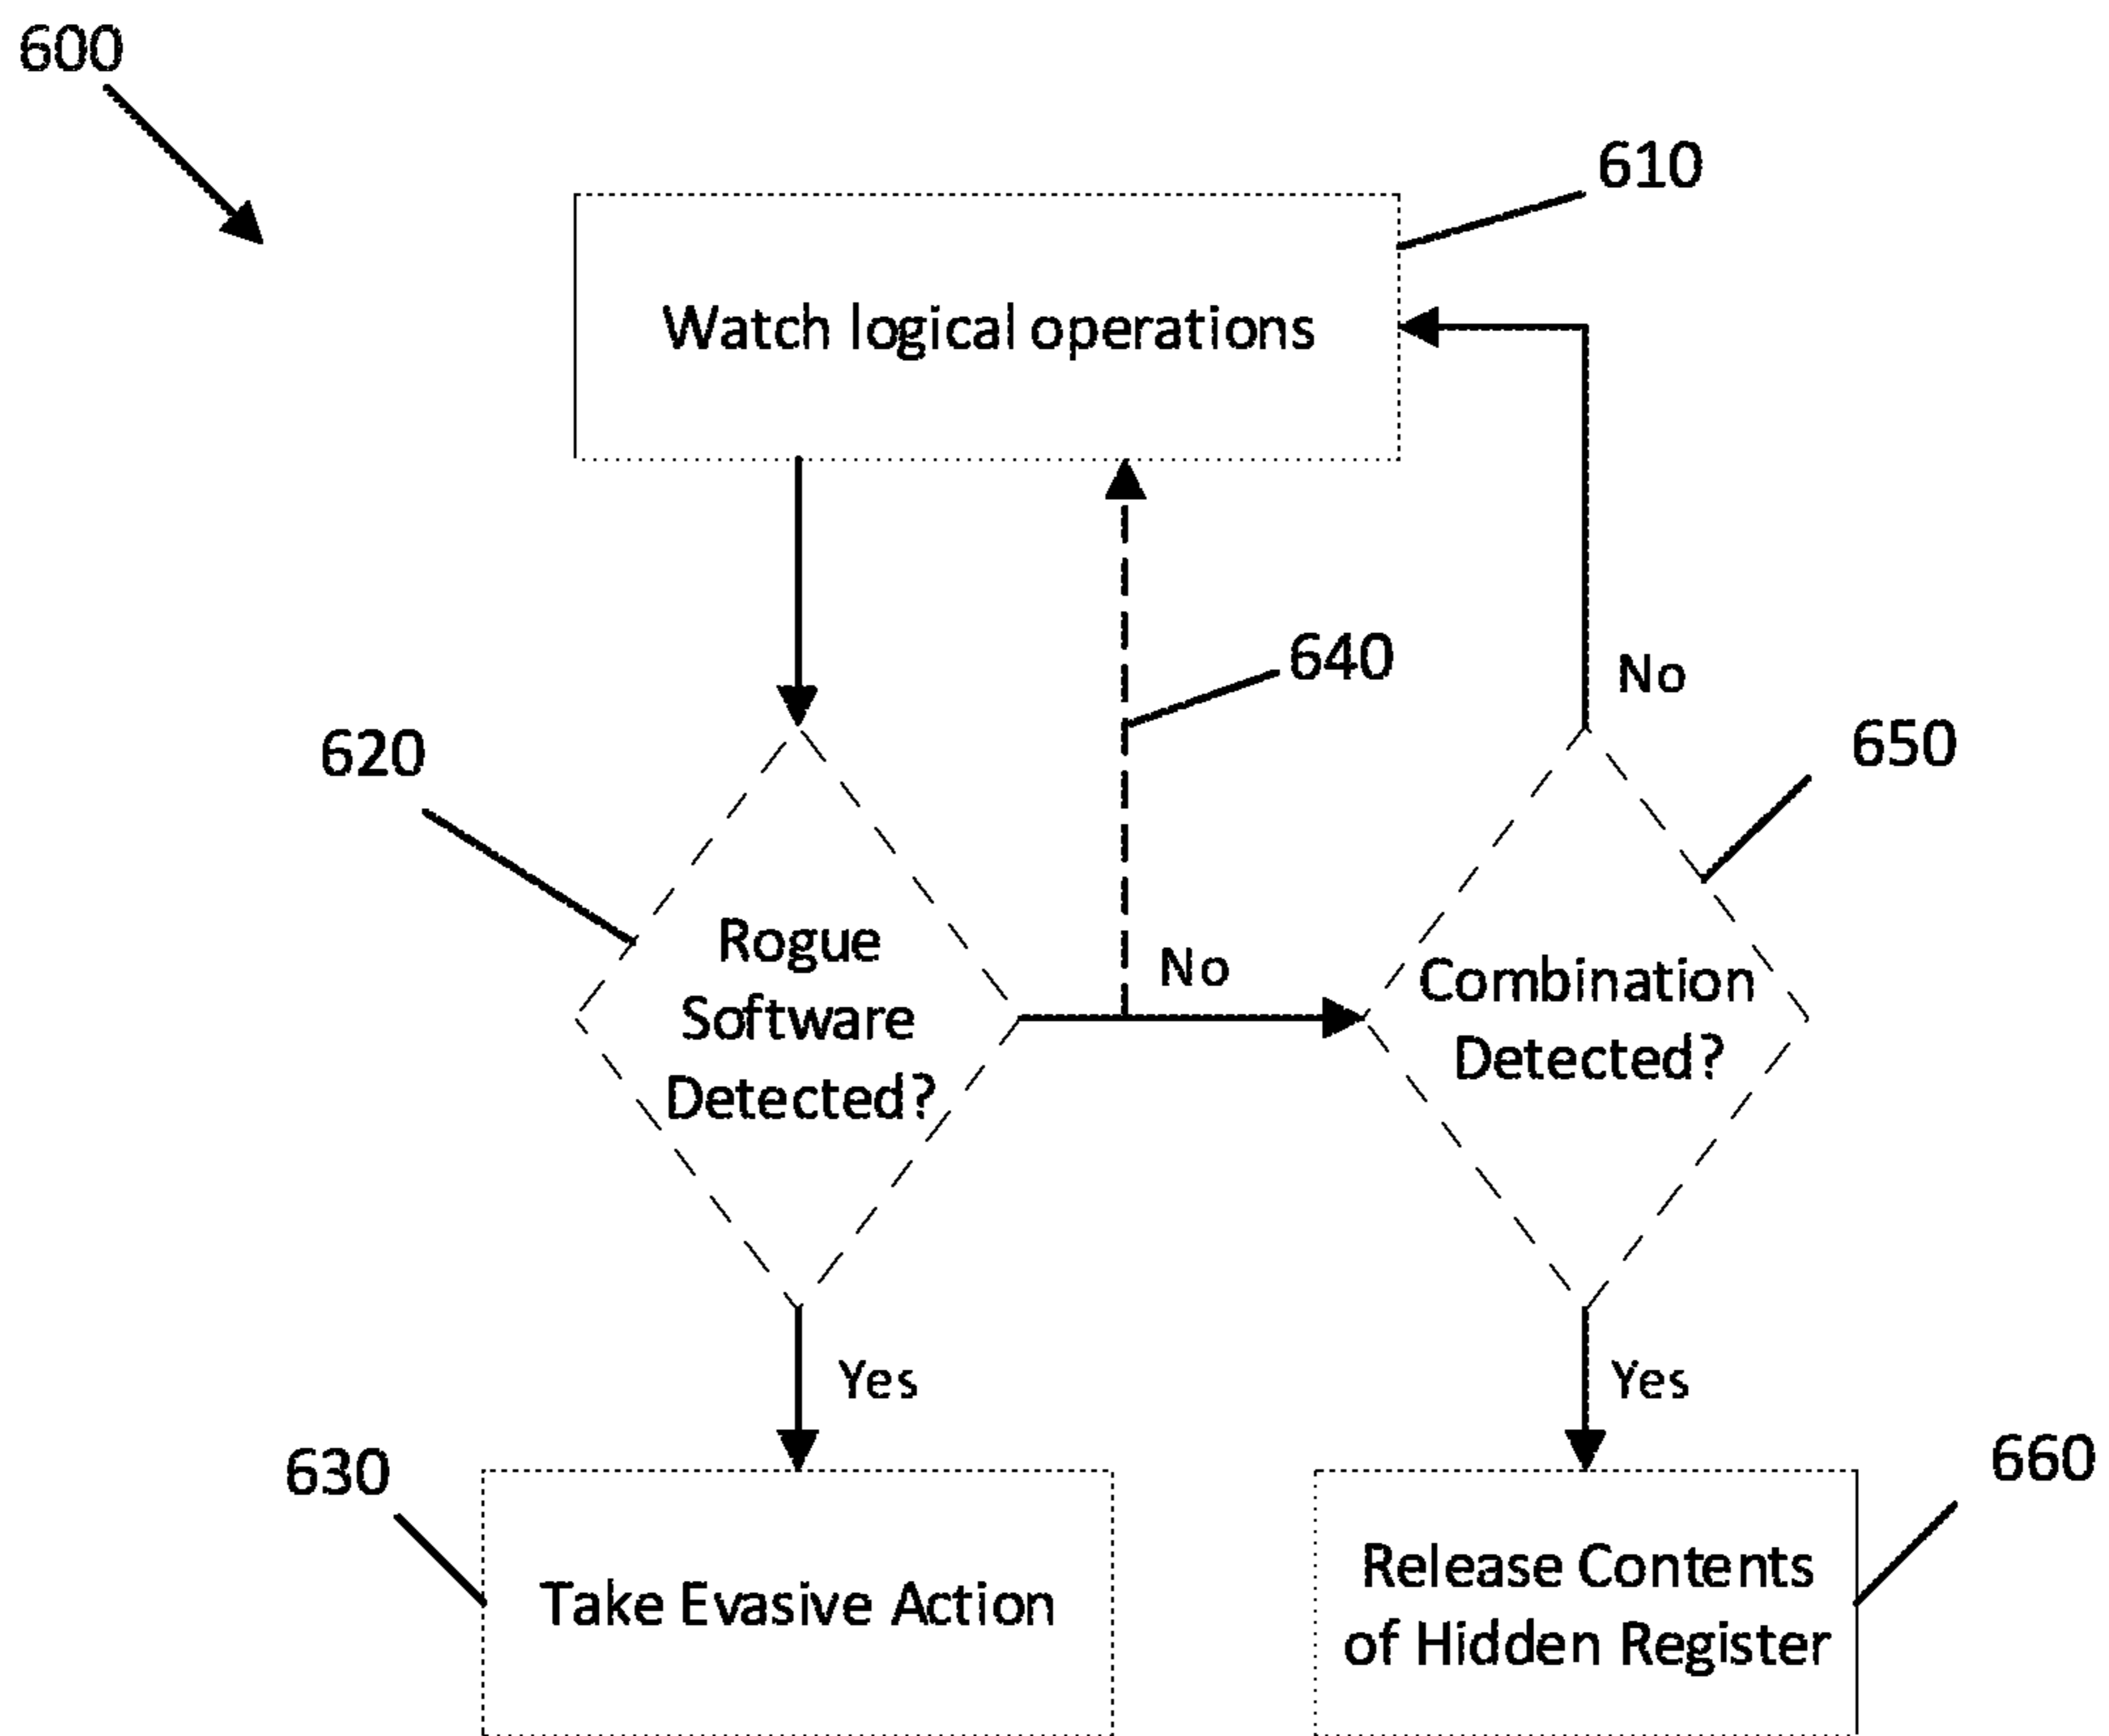 600
610
Watch logical operations
640
No
620
650
Rogue
Software
Detected?
No
Combination
Detected?
Yes
Yes
630
660
Take Evasive Action
Release Contents
of Hidden Register